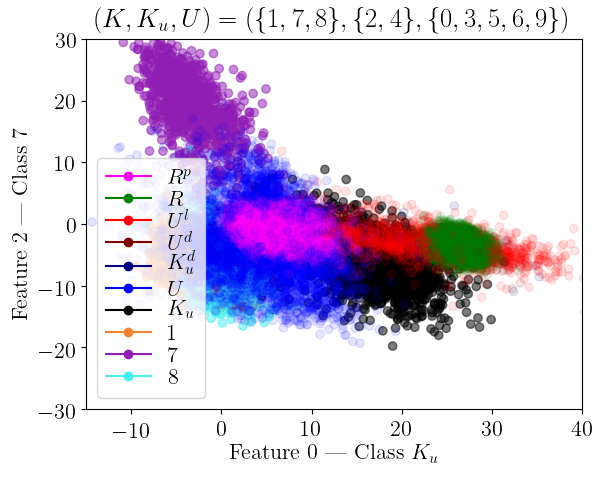 (K, K_u, U) = ({1, 7, 8}, {2, 4}, {0, 3, 5, 6, 9})
30
20
10
0
−10
−20
−30
Feature 2 — Class 7
R^p
R
U^l
U^d
K_u^d
U
K_u
1
7
8
−10 0 10 20 30 40
Feature 0 — Class K_u